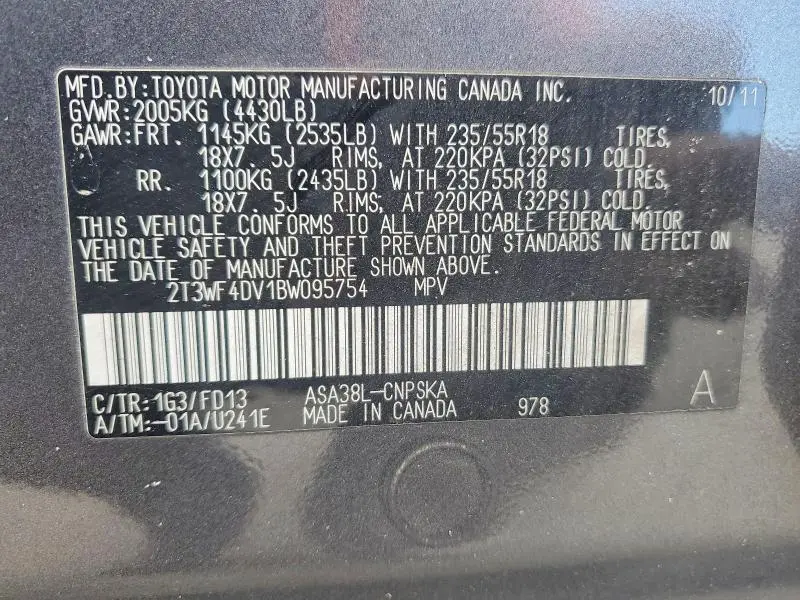 MFD.BY:TOYOTA MOTOR MANUFACTURING CANADA INC. 10/11
GVWR:2005KG (4430LB)
GAWR:FRT. 1145KG (2535LB) WITH 235/55R18 TIRES,
18X7. 5J RIMS, AT 220KPA (32PSI) COLD.
RR. 1100KG (2435LB) WITH 235/55R18 TIRES,
18X7. 5J RIMS, AT 220KPA (32PSI) COLD.
THIS VEHICLE CONFORMS TO ALL APPLICABLE FEDERAL MOTOR
VEHICLE SAFETY AND THEFT PREVENTION STANDARDS IN EFFECT ON
THE DATE OF MANUFACTURE SHOWN ABOVE.
2T3WF4DV1BW095754 MPV
C/TR:1G3/FD13 ASA38L-CNPSKA A
A/TM:-01A/U241E MADE IN CANADA 978